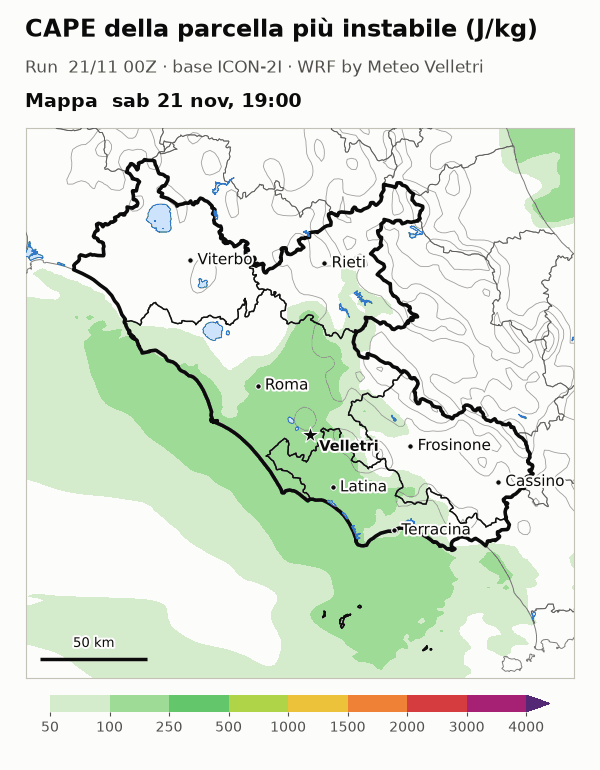 CAPE della parcella più instabile (J/kg)
Run  21/11 00Z · base ICON-2I · WRF by Meteo Velletri
Mappa  sab 21 nov, 19:00
Viterbo
Rieti
Roma
Velletri
Frosinone
Latina
Cassino
Terracina
50 km
50 100 250 500 1000 1500 2000 3000 4000